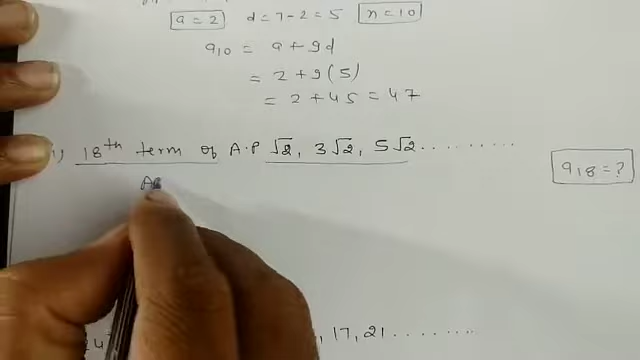 a = 2 d = 7 - 2 = 5 n = 10
a₁₀ = a + 9d
= 2 + 9(5)
= 2 + 45 = 47
18th term of A.P √2, 3√2, 5√2.........
a₁₈ = ?
17, 21........